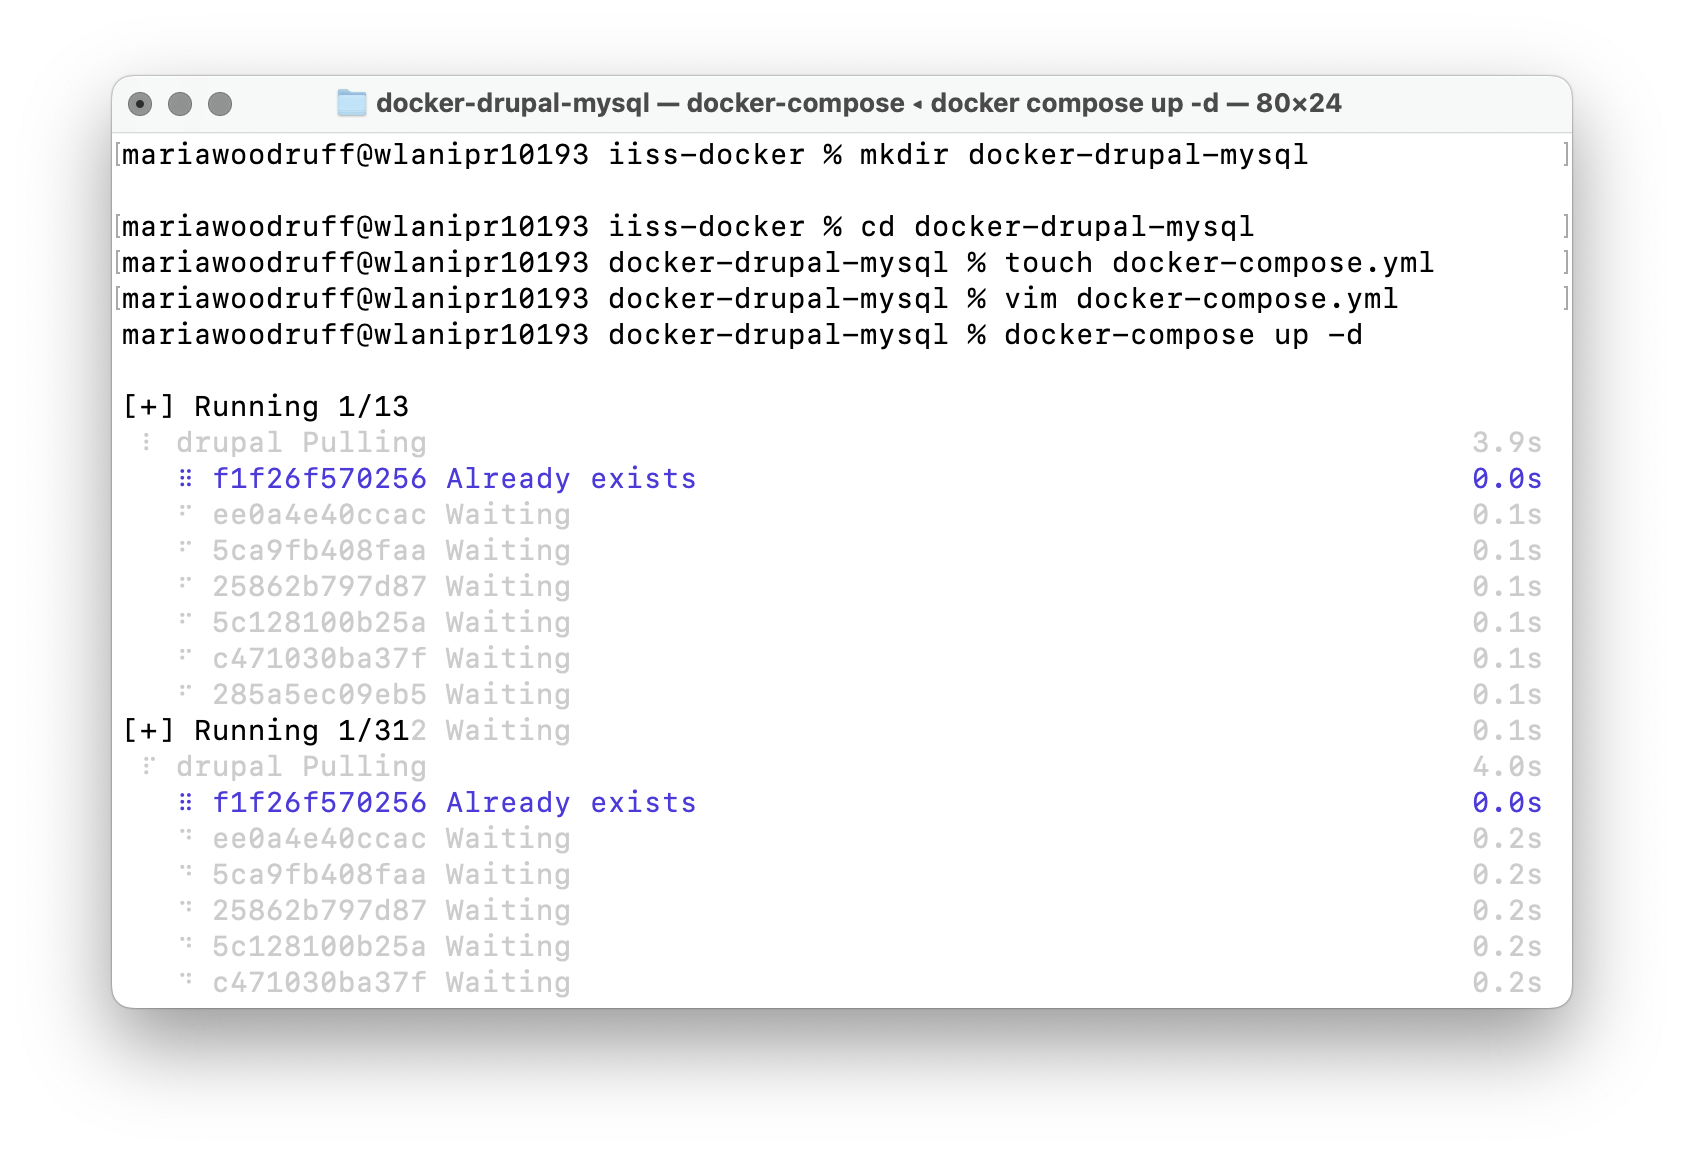 docker-drupal-mysql — docker-compose ◂ docker compose up -d — 80×24
[mariawoodruff@wlanipr10193 iiss-docker % mkdir docker-drupal-mysql ]
[mariawoodruff@wlanipr10193 iiss-docker % cd docker-drupal-mysql ]
[mariawoodruff@wlanipr10193 docker-drupal-mysql % touch docker-compose.yml ]
[mariawoodruff@wlanipr10193 docker-drupal-mysql % vim docker-compose.yml ]
mariawoodruff@wlanipr10193 docker-drupal-mysql % docker-compose up -d
[+] Running 1/13
⠇ drupal Pulling 3.9s
⠿ f1f26f570256 Already exists 0.0s
⠋ ee0a4e40ccac Waiting 0.1s
⠋ 5ca9fb408faa Waiting 0.1s
⠋ 25862b797d87 Waiting 0.1s
⠋ 5c128100b25a Waiting 0.1s
⠋ c471030ba37f Waiting 0.1s
⠋ 285a5ec09eb5 Waiting 0.1s
[+] Running 1/312 Waiting 0.1s
⠏ drupal Pulling 4.0s
⠿ f1f26f570256 Already exists 0.0s
⠙ ee0a4e40ccac Waiting 0.2s
⠙ 5ca9fb408faa Waiting 0.2s
⠙ 25862b797d87 Waiting 0.2s
⠙ 5c128100b25a Waiting 0.2s
⠙ c471030ba37f Waiting 0.2s